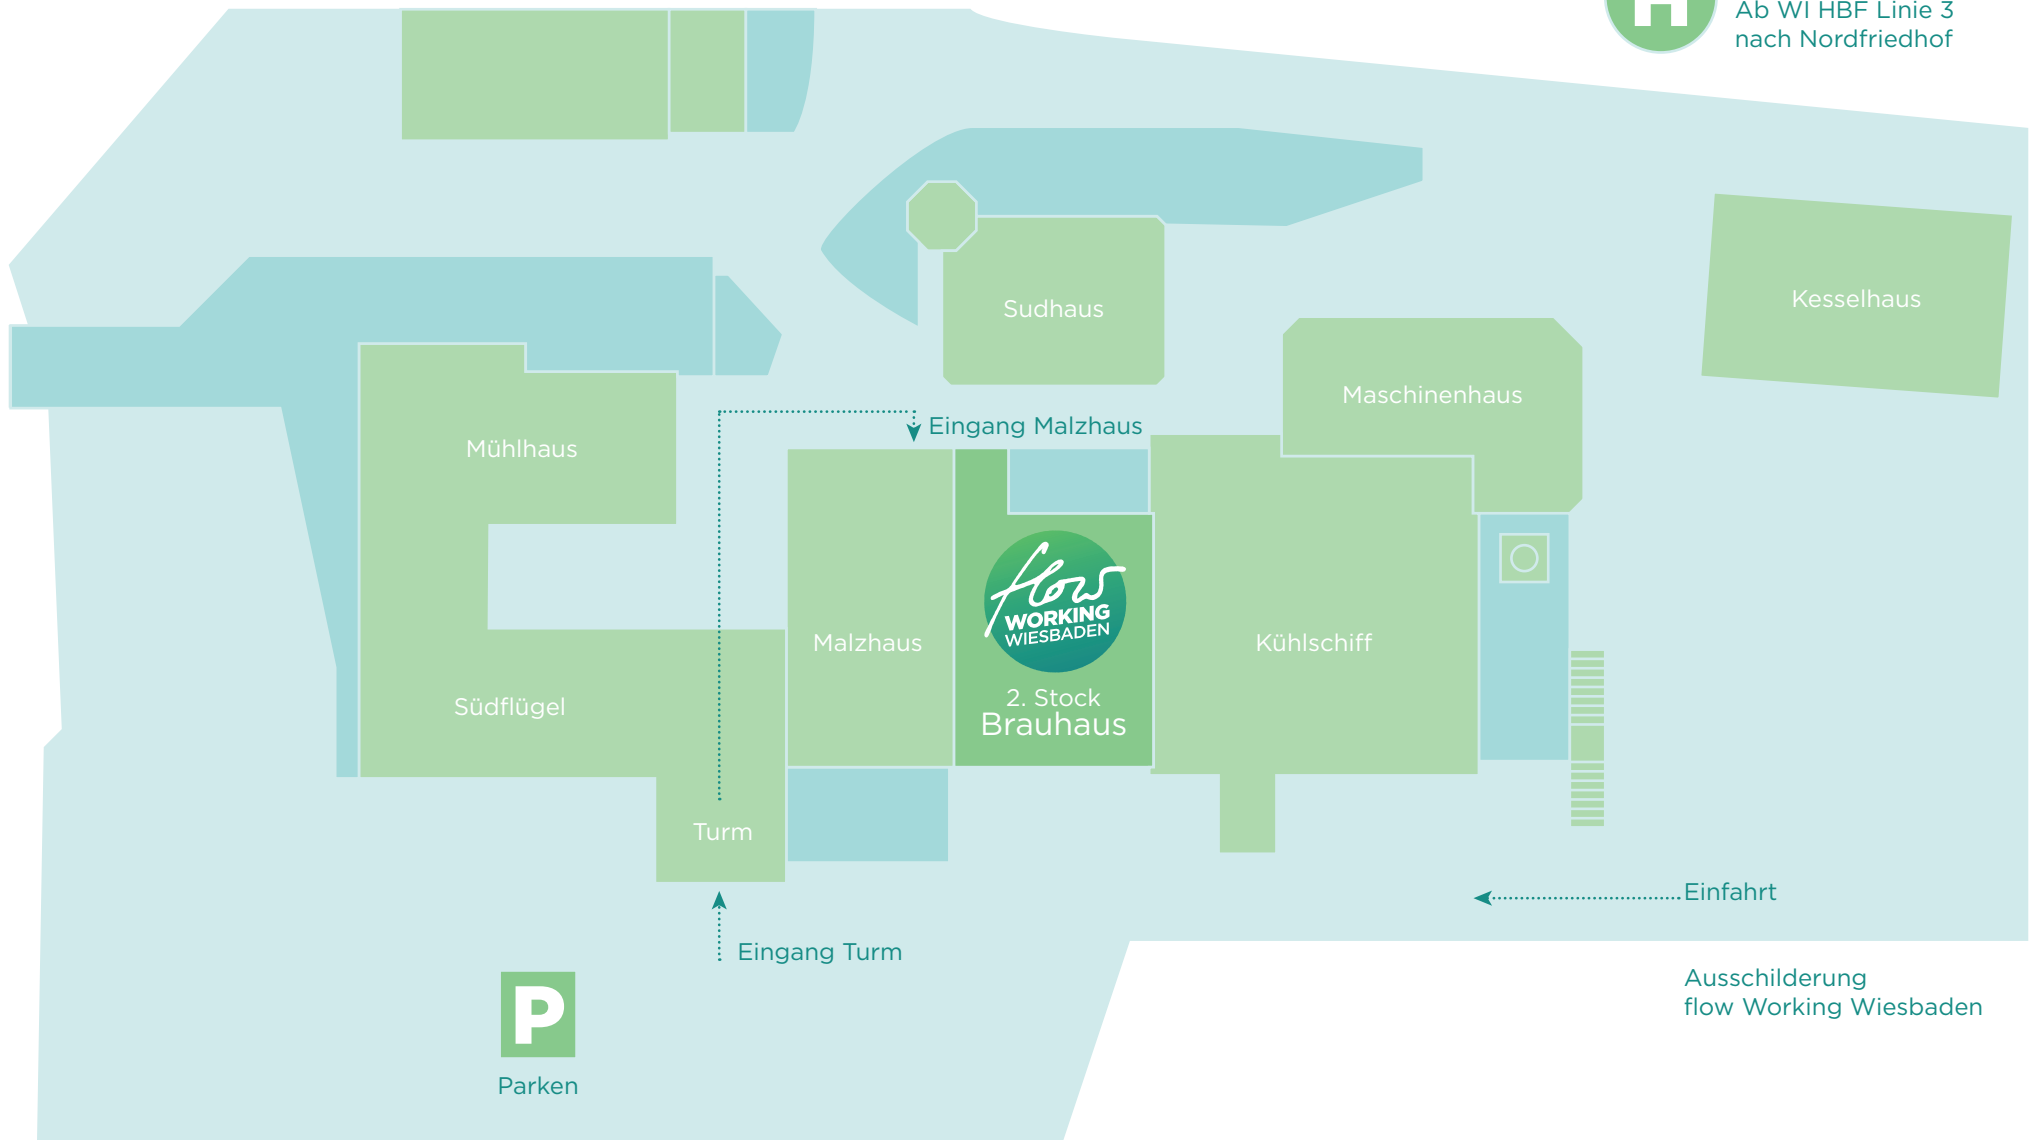 H
Ab WI HBF Linie 3
nach Nordfriedhof
Sudhaus
Kesselhaus
Maschinenhaus
Eingang Malzhaus
Mühlhaus
flow
WORKING
WIESBADEN
Malzhaus
Kühlschiff
2. Stock
Brauhaus
Südflügel
Turm
Einfahrt
Eingang Turm
Ausschilderung
flow Working Wiesbaden
P
Parken